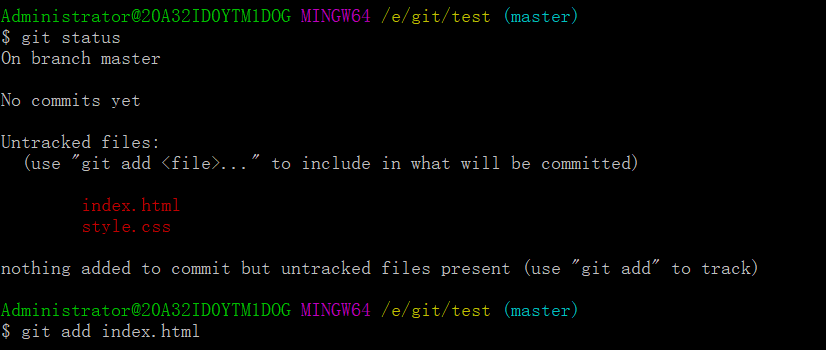 Administrator@20A32ID0YTM1DOG MINGW64 /e/git/test (master)
$ git status
On branch master
No commits yet
Untracked files:
(use "git add <file>..." to include in what will be committed)
index.html
style.css
nothing added to commit but untracked files present (use "git add" to track)
Administrator@20A32ID0YTM1DOG MINGW64 /e/git/test (master)
$ git add index.html